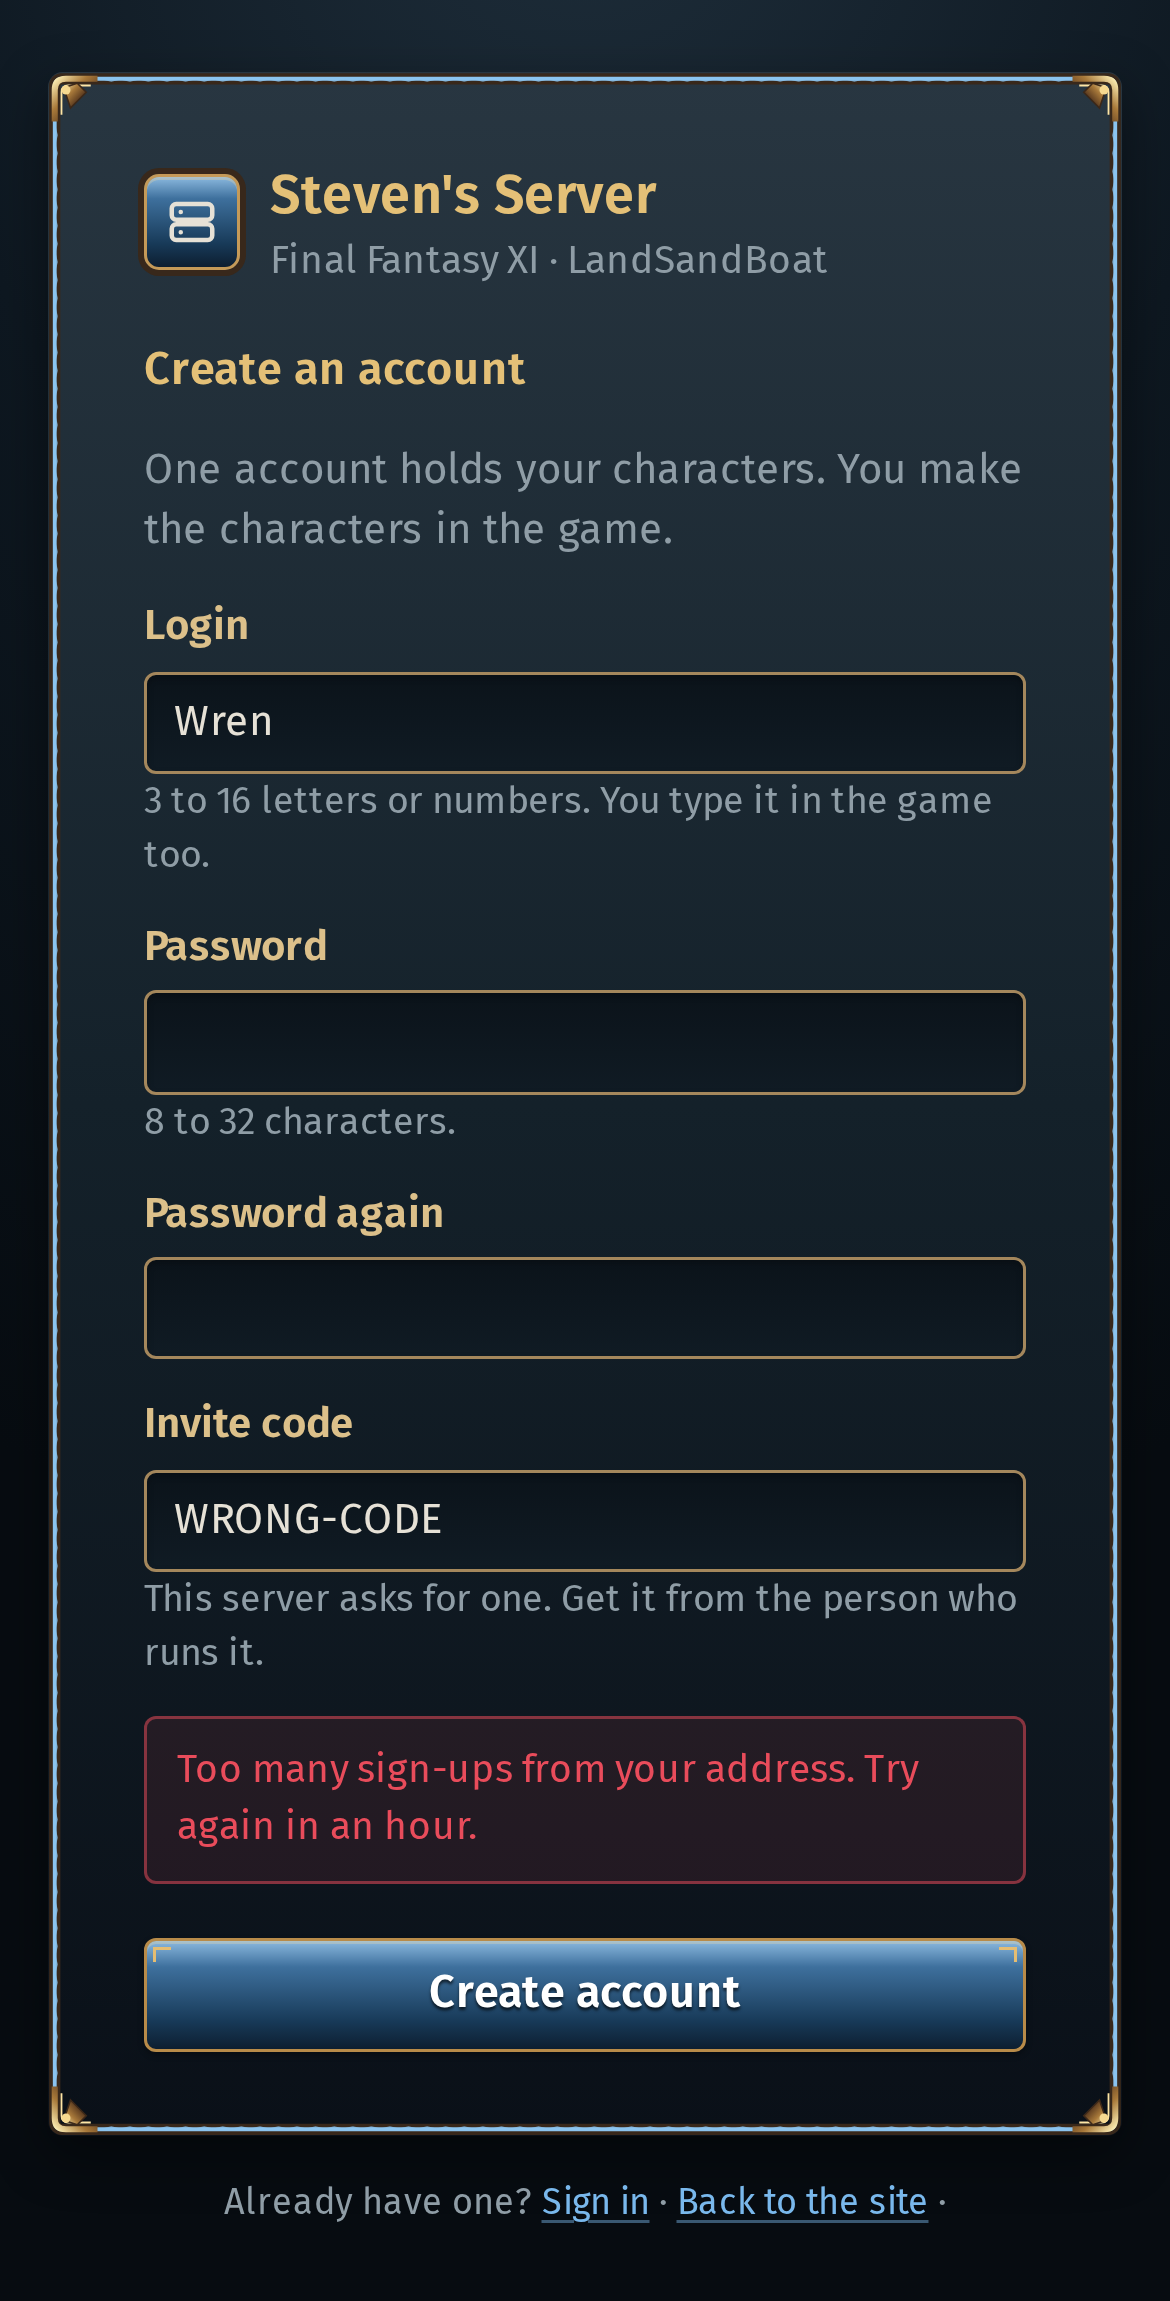 Steven's Server
Final Fantasy XI · LandSandBoat
Create an account
One account holds your characters. You make
the characters in the game.
Login
Wren
3 to 16 letters or numbers. You type it in the game
too.
Password
8 to 32 characters.
Password again
Invite code
WRONG-CODE
This server asks for one. Get it from the person who
runs it.
Too many sign-ups from your address. Try
again in an hour.
Create account
Already have one? Sign in · Back to the site ·